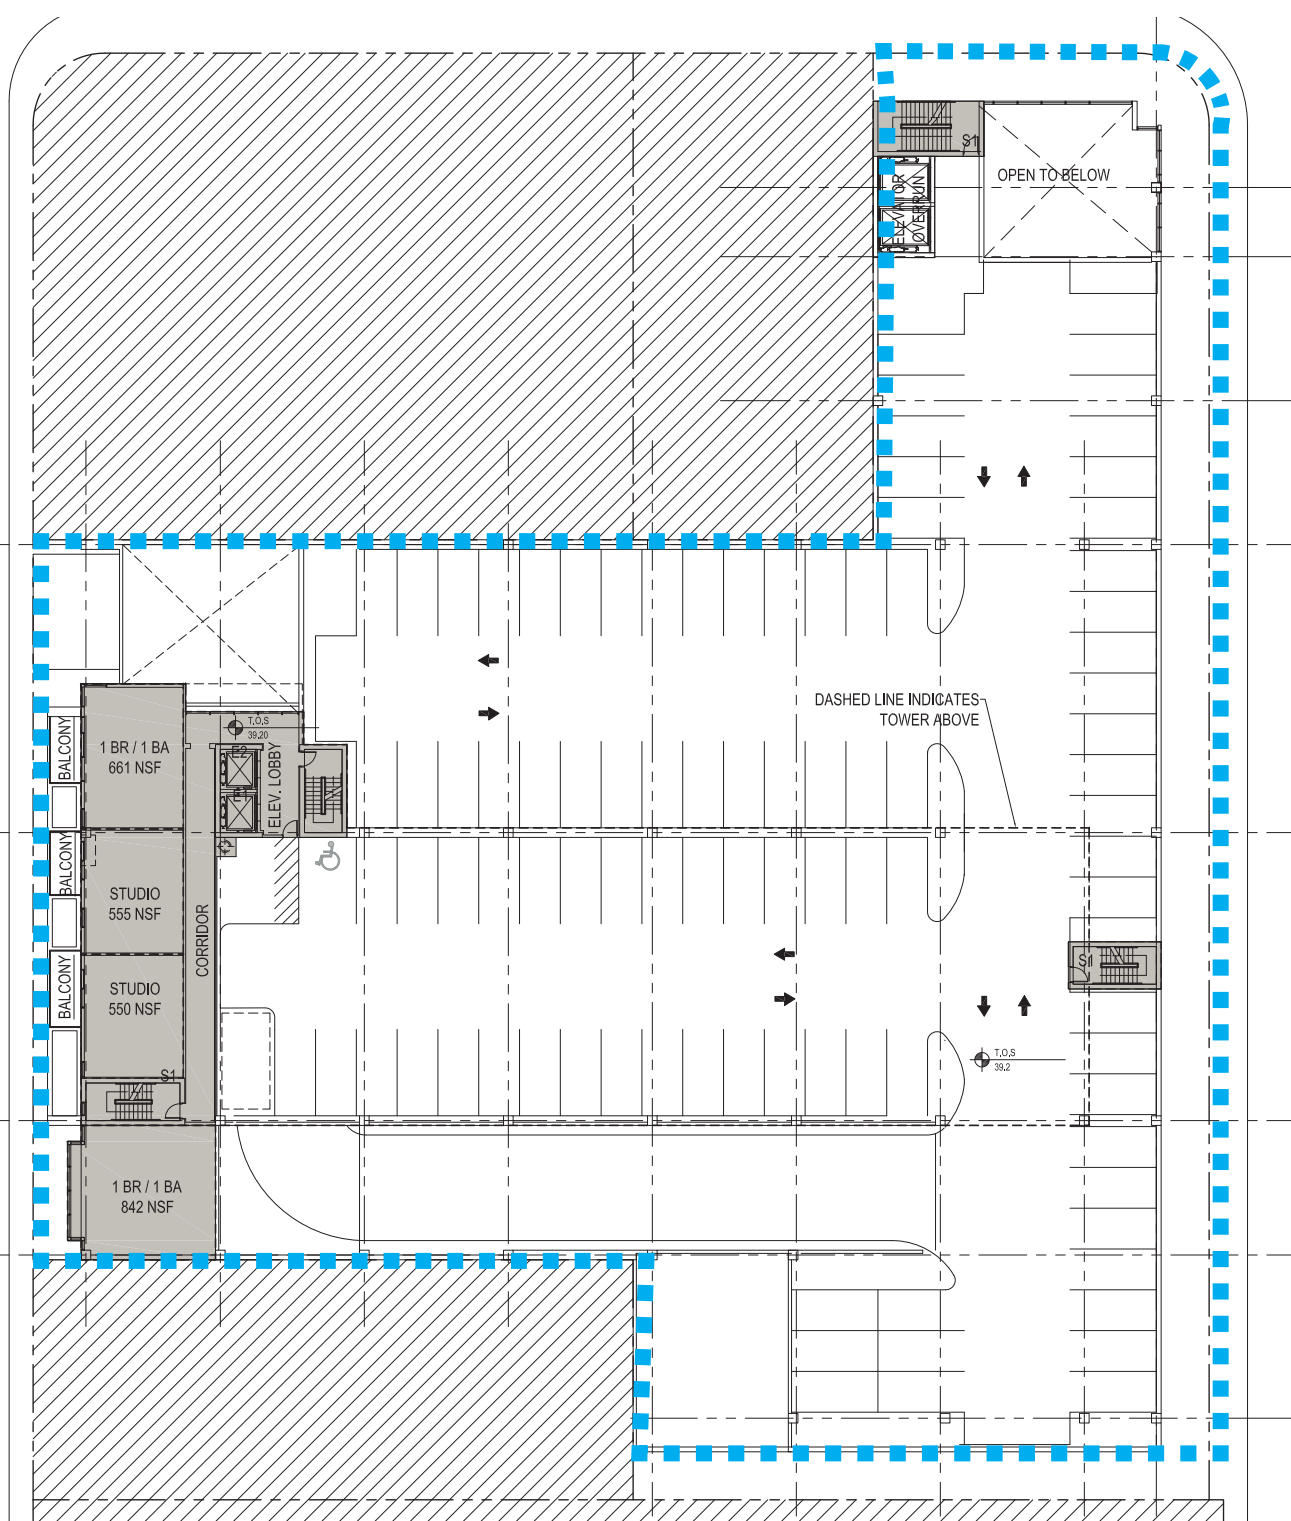 S1
OPEN TO BELOW
ELEVATOR
OVERRUN
DASHED LINE INDICATES
TOWER ABOVE
BALCONY
1 BR / 1 BA
661 NSF
T.O.S
39.20
E2
E1
ELEV. LOBBY
BALCONY
STUDIO
555 NSF
CORRIDOR
BALCONY
STUDIO
550 NSF
S1
S1
T.O.S
39.2
1 BR / 1 BA
842 NSF